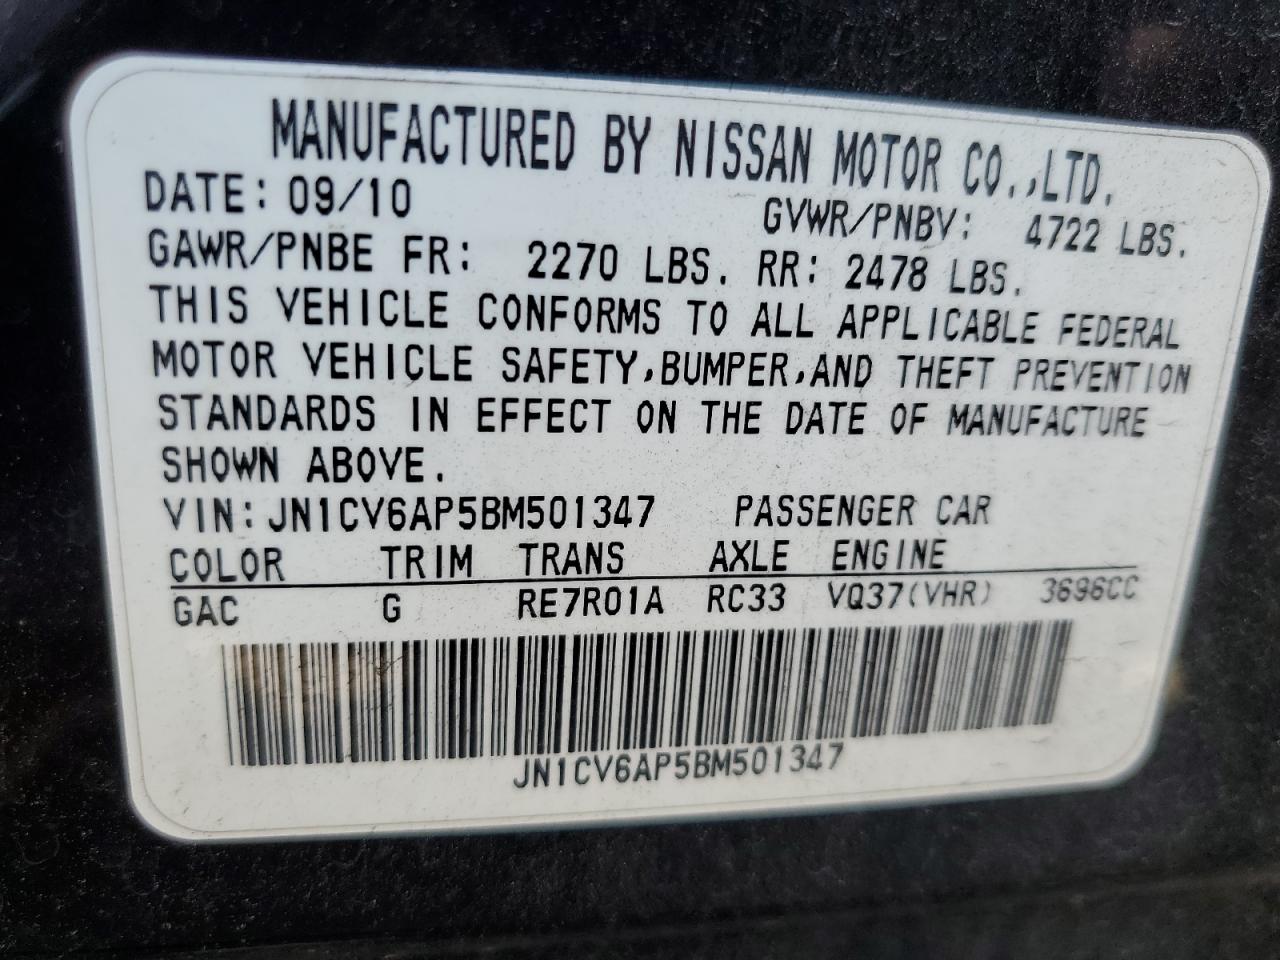 MANUFACTURED BY NISSAN MOTOR CO.,LTD.
DATE: 09/10 GVWR/PNBV: 4722 LBS.
GAWR/PNBE FR: 2270 LBS. RR: 2478 LBS.
THIS VEHICLE CONFORMS TO ALL APPLICABLE FEDERAL
MOTOR VEHICLE SAFETY,BUMPER,AND THEFT PREVENTION
STANDARDS IN EFFECT ON THE DATE OF MANUFACTURE
SHOWN ABOVE.
VIN:JN1CV6AP5BM501347 PASSENGER CAR
COLOR TRIM TRANS AXLE ENGINE
GAC G RE7R01A RC33 VQ37(VHR) 3696CC
JN1CV6AP5BM501347